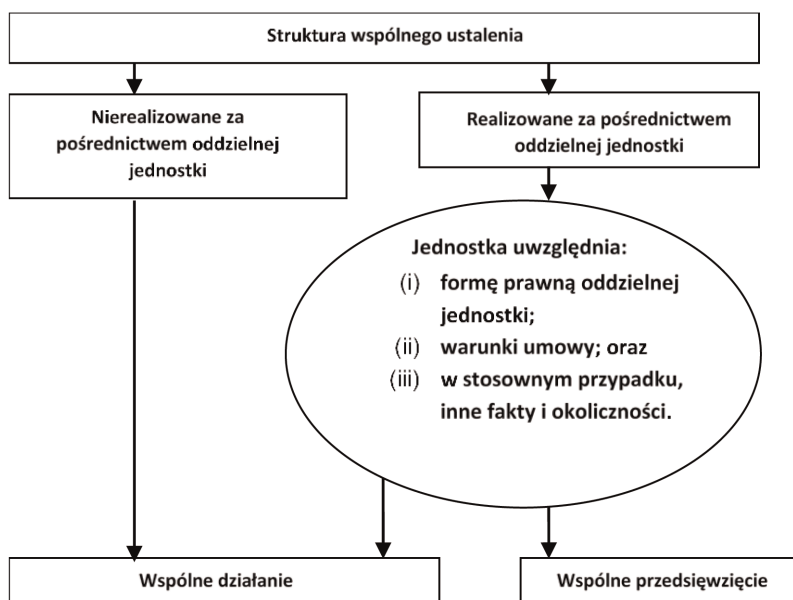 Struktura wspólnego ustalenia
Nierealizowane za
pośrednictwem oddzielnej
jednostki
Realizowane za pośrednictwem
oddzielnej jednostki
Jednostka uwzględnia:
(i) formę prawną oddzielnej
jednostki;
(ii) warunki umowy; oraz
(iii) w stosownym przypadku,
inne fakty i okoliczności.
Wspólne działanie
Wspólne przedsięwzięcie